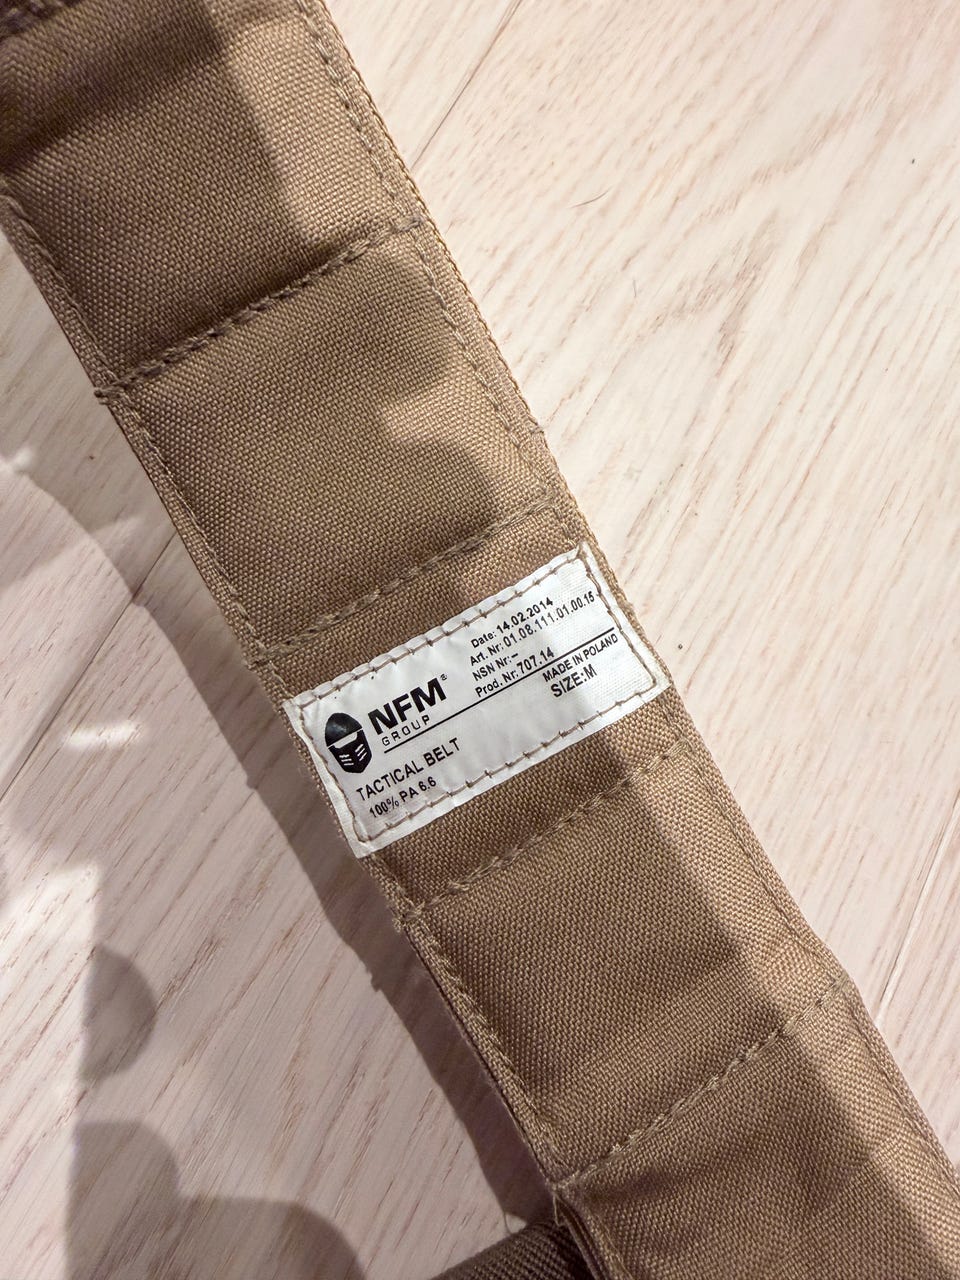 NFM®
GROUP
Date: 14.02.2014
Art. Nr: 01.08.111.01.00.15
NSN Nr: –
Prod. Nr: 707.14
MADE IN POLAND
SIZE: M
TACTICAL BELT
100% PA 6.6